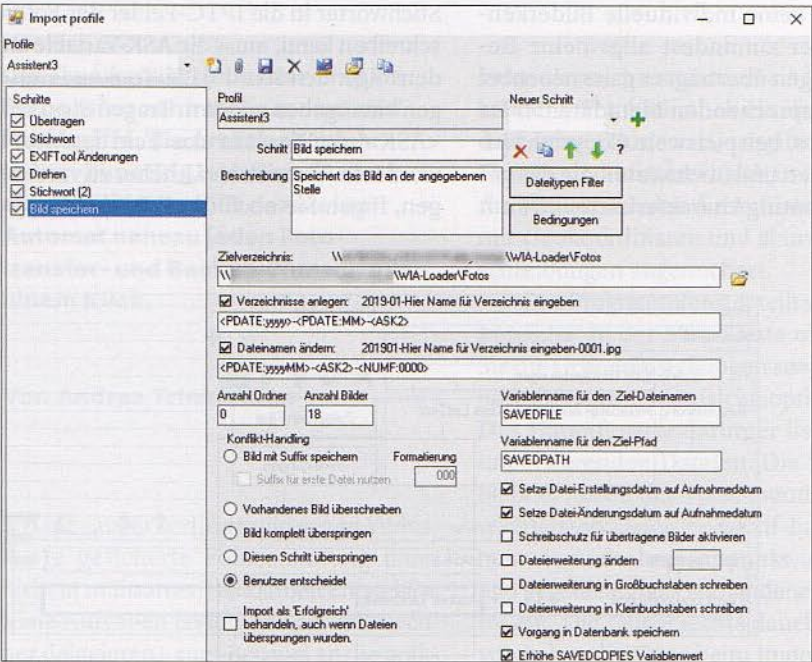 Import profile
Profile
Assistent3
Schritte
Übertragen
Stichwort
EXIFTool Änderungen
Drehen
Stichwort (2)
Bild speichern
Profil
Assistent3
Neuer Schritt
Schritt Bild speichern
Beschreibung Speichert das Bild an der angegebenen
Stelle
Dateitypen Filter
Bedingungen
Zielverzeichnis: \\ \WIA-Loader\Fotos
\\ \WIA-Loader\Fotos
Verzeichnisse anlegen: 2019-01-Hier Name für Verzeichnis eingeben
<PDATE:yyyy>-<PDATE:MM>-<ASK2>
Dateinamen ändern: 201901-Hier Name für Verzeichnis eingeben-0001.jpg
<PDATE:yyyyMM>-<ASK2>-<NUMF:0000>
Anzahl Ordner Anzahl Bilder
0 18
Variablenname für den Ziel-Dateinamen
SAVEDFILE
Variablenname für den Ziel-Pfad
SAVEDPATH
Konflikt-Handling
Bild mit Suffix speichern Formatierung
Suffix für erste Datei nutzen 000
Vorhandenes Bild überschreiben
Bild komplett überspringen
Diesen Schritt überspringen
Benutzer entscheidet
Import als 'Erfolgreich'
behandeln, auch wenn Dateien
übersprungen wurden.
Setze Datei-Erstellungsdatum auf Aufnahmedatum
Setze Datei-Änderungsdatum auf Aufnahmedatum
Schreibschutz für übertragene Bilder aktivieren
Dateierweiterung ändern
Dateierweiterung in Großbuchstaben schreiben
Dateierweiterung in Kleinbuchstaben schreiben
Vorgang in Datenbank speichern
Erhöhe SAVEDCOPIES Variablenwert